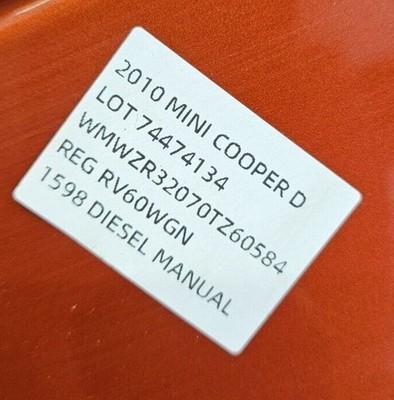 2010 MINI COOPER D
LOT 74474134
WMWZR32070TZ60584
REG RV60WGN
1598 DIESEL MANUAL